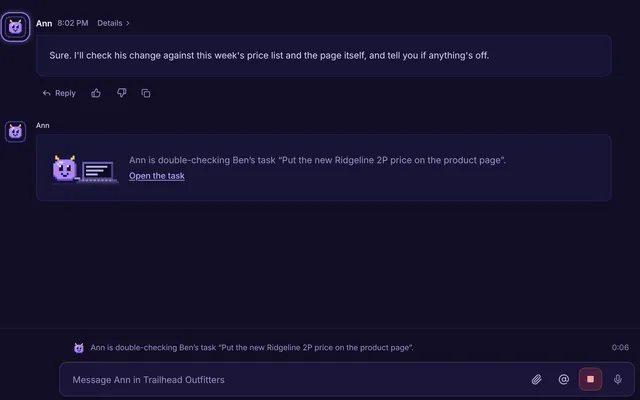 Ann 8:02 PM Details
Sure. I'll check his change against this week's price list and the page itself, and tell you if anything's off.
Reply
Ann
Ann is double-checking Ben's task “Put the new Ridgeline 2P price on the product page”.
Open the task
Ann is double-checking Ben's task “Put the new Ridgeline 2P price on the product page”.
0:06
Message Ann in Trailhead Outfitters